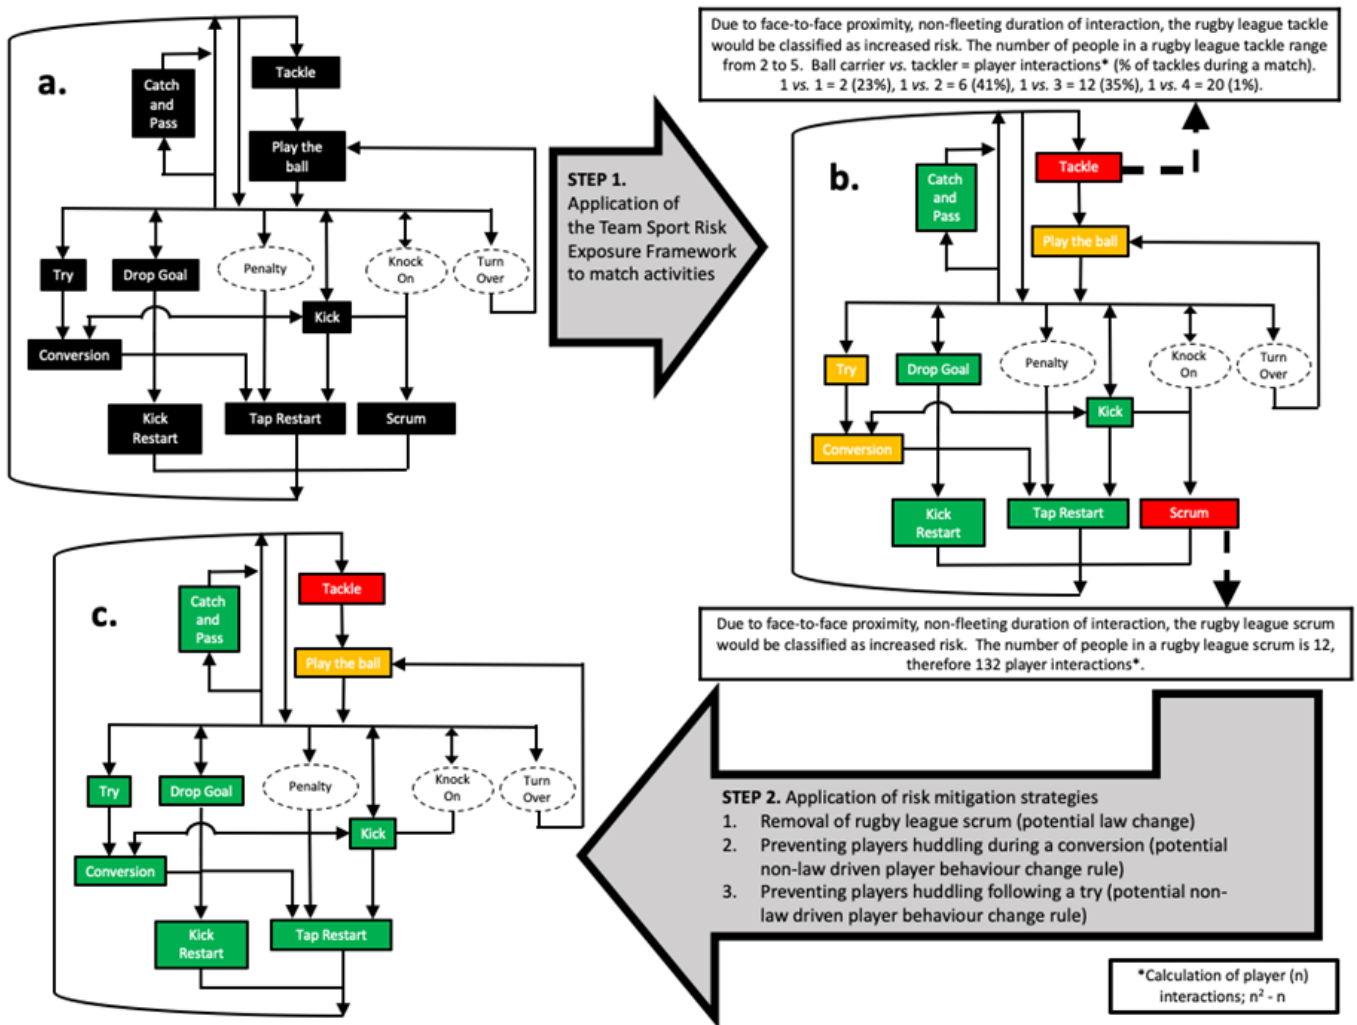 a.
Tackle
Catch
and
Pass
Play the
ball
Try
Drop Goal
Penalty
Knock
On
Turn
Over
Kick
Conversion
Kick
Restart
Tap Restart
Scrum
STEP 1.
Application of
the Team Sport Risk
Exposure Framework
to match activities
Due to face-to-face proximity, non-fleeting duration of interaction, the rugby league tackle
would be classified as increased risk. The number of people in a rugby league tackle range
from 2 to 5. Ball carrier vs. tackler = player interactions* (% of tackles during a match).
1 vs. 1 = 2 (23%), 1 vs. 2 = 6 (41%), 1 vs. 3 = 12 (35%), 1 vs. 4 = 20 (1%).
b.
Tackle
Catch
and
Pass
Play the ball
Try
Drop Goal
Penalty
Knock
On
Turn
Over
Kick
Conversion
Kick
Restart
Tap Restart
Scrum
Due to face-to-face proximity, non-fleeting duration of interaction, the rugby league scrum
would be classified as increased risk. The number of people in a rugby league scrum is 12,
therefore 132 player interactions*.
c.
Tackle
Catch
and
Pass
Play the ball
Try
Drop Goal
Penalty
Knock
On
Turn
Over
Kick
Conversion
Kick
Restart
Tap Restart
STEP 2. Application of risk mitigation strategies
1. Removal of rugby league scrum (potential law change)
2. Preventing players huddling during a conversion (potential
non-law driven player behaviour change rule)
3. Preventing players huddling following a try (potential non-
law driven player behaviour change rule)
*Calculation of player (n)
interactions; n² - n